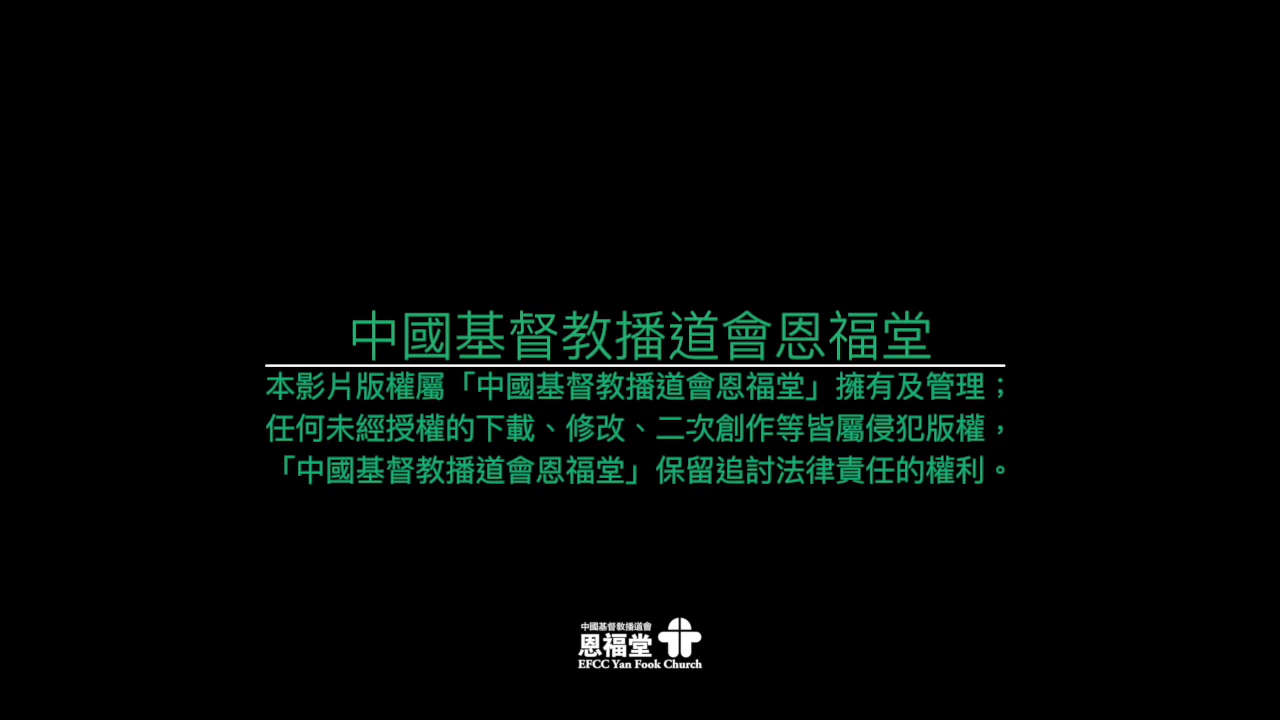 中國基督教播道會恩福堂
本影片版權屬「中國基督教播道會恩福堂」擁有及管理；
任何未經授權的下載、修改、二次創作等皆屬侵犯版權，
「中國基督教播道會恩福堂」保留追討法律責任的權利。
中國基督教播道會
恩福堂
EFCC Yan Fook Church